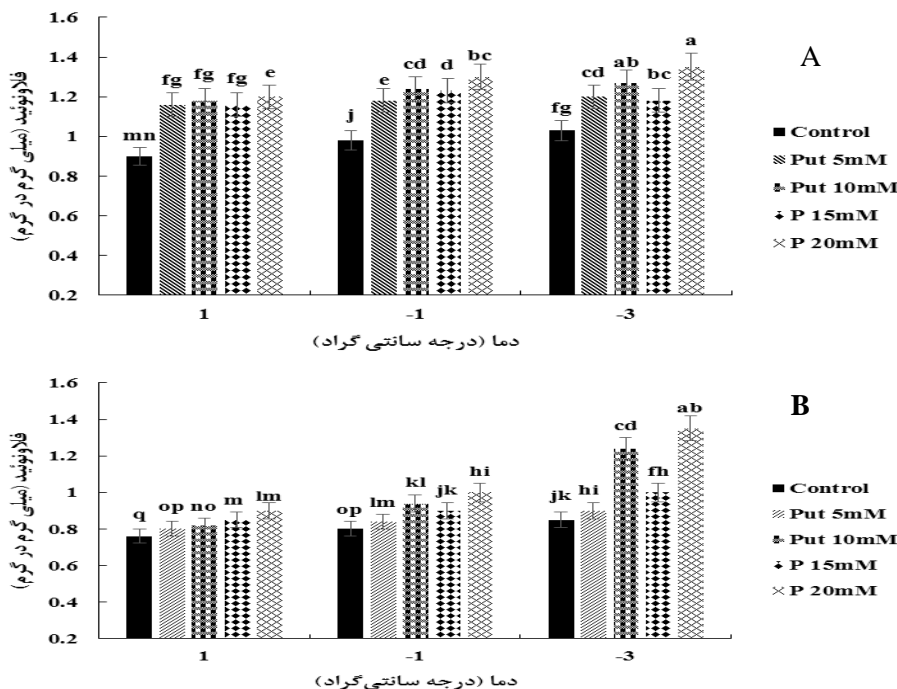 A
فلاونوئید (میلی گرم در گرم)
1.6
1.4
1.2
1
0.8
0.6
0.4
0.2
mn fg fg fg e
j e cd d bc
fg cd ab bc a
1 -1 -3
دما (درجه سانتی گراد)
Control
Put 5mM
Put 10mM
P 15mM
P 20mM
B
فلاونوئید (میلی گرم در گرم)
1.6
1.4
1.2
1
0.8
0.6
0.4
0.2
q op no m lm
op lm kl jk hi
jk hi cd fh ab
1 -1 -3
دما (درجه سانتی‌گراد)
Control
Put 5mM
Put 10mM
P 15mM
P 20mM